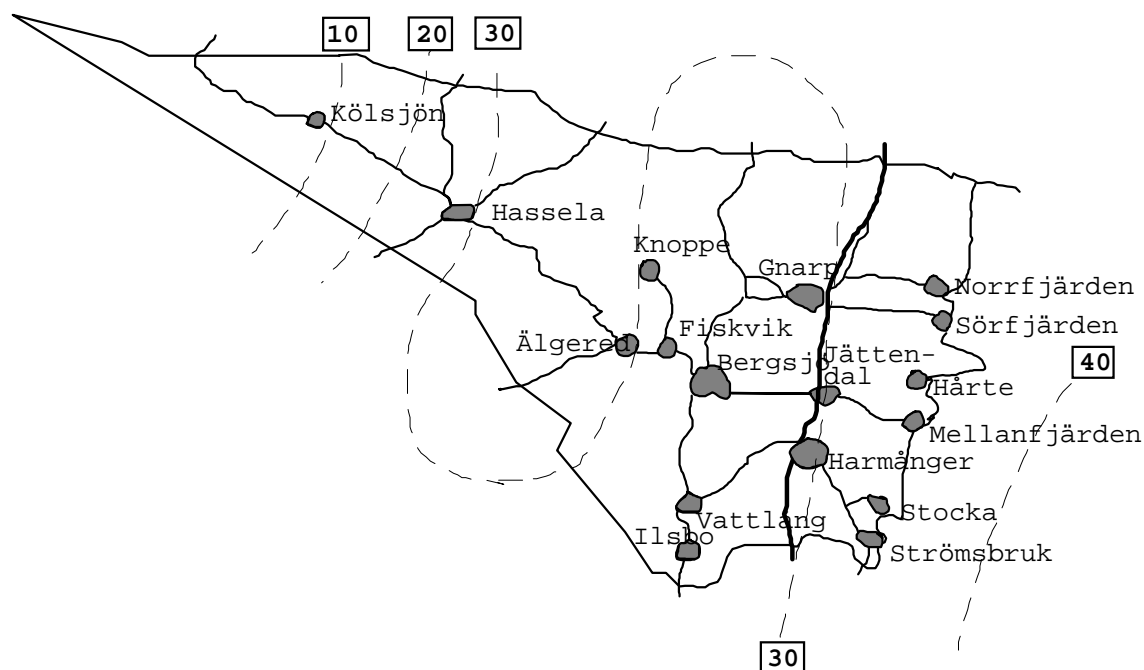 10
20
30
Kölsjön
Hassela
Knoppe
Gnarp
Norrfjärden
Sörfjärden
Älgered
Fiskvik
Bergsjö
Jätten-
dal
40
Hårte
Mellanfjärden
Harmånger
Vattlang
Stocka
Ilsbo
Strömsbruk
30